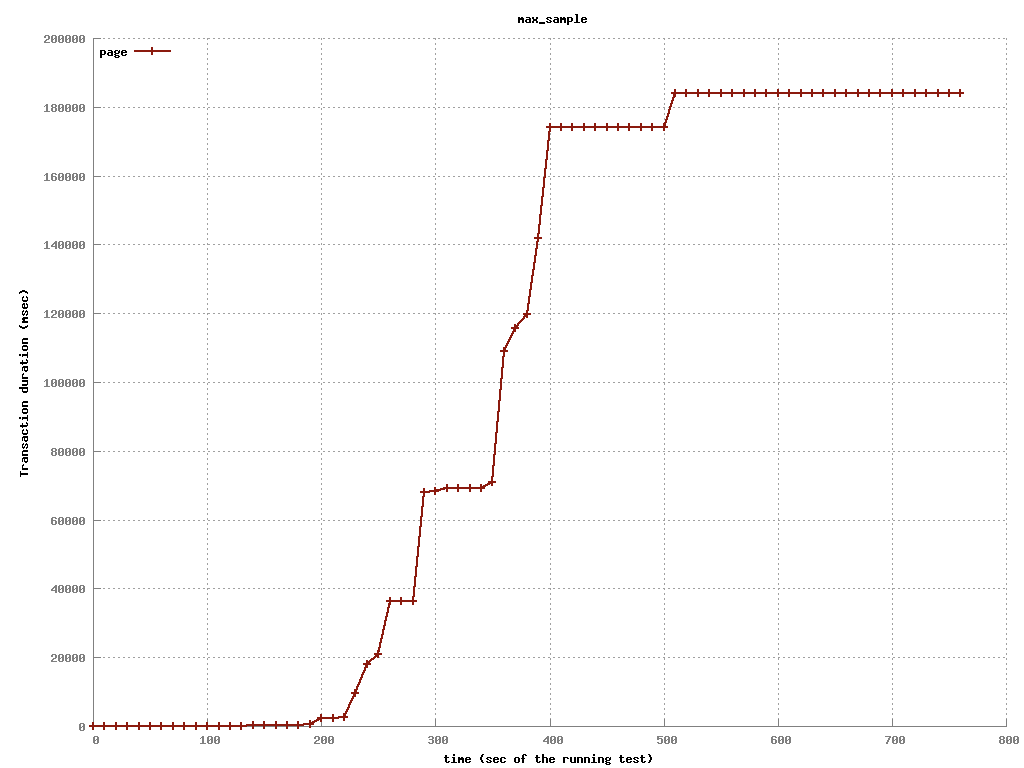 max_sample
page
200000
180000
160000
140000
120000
100000
80000
60000
40000
20000
0
Transaction duration (msec)
0 100 200 300 400 500 600 700 800
time (sec of the running test)